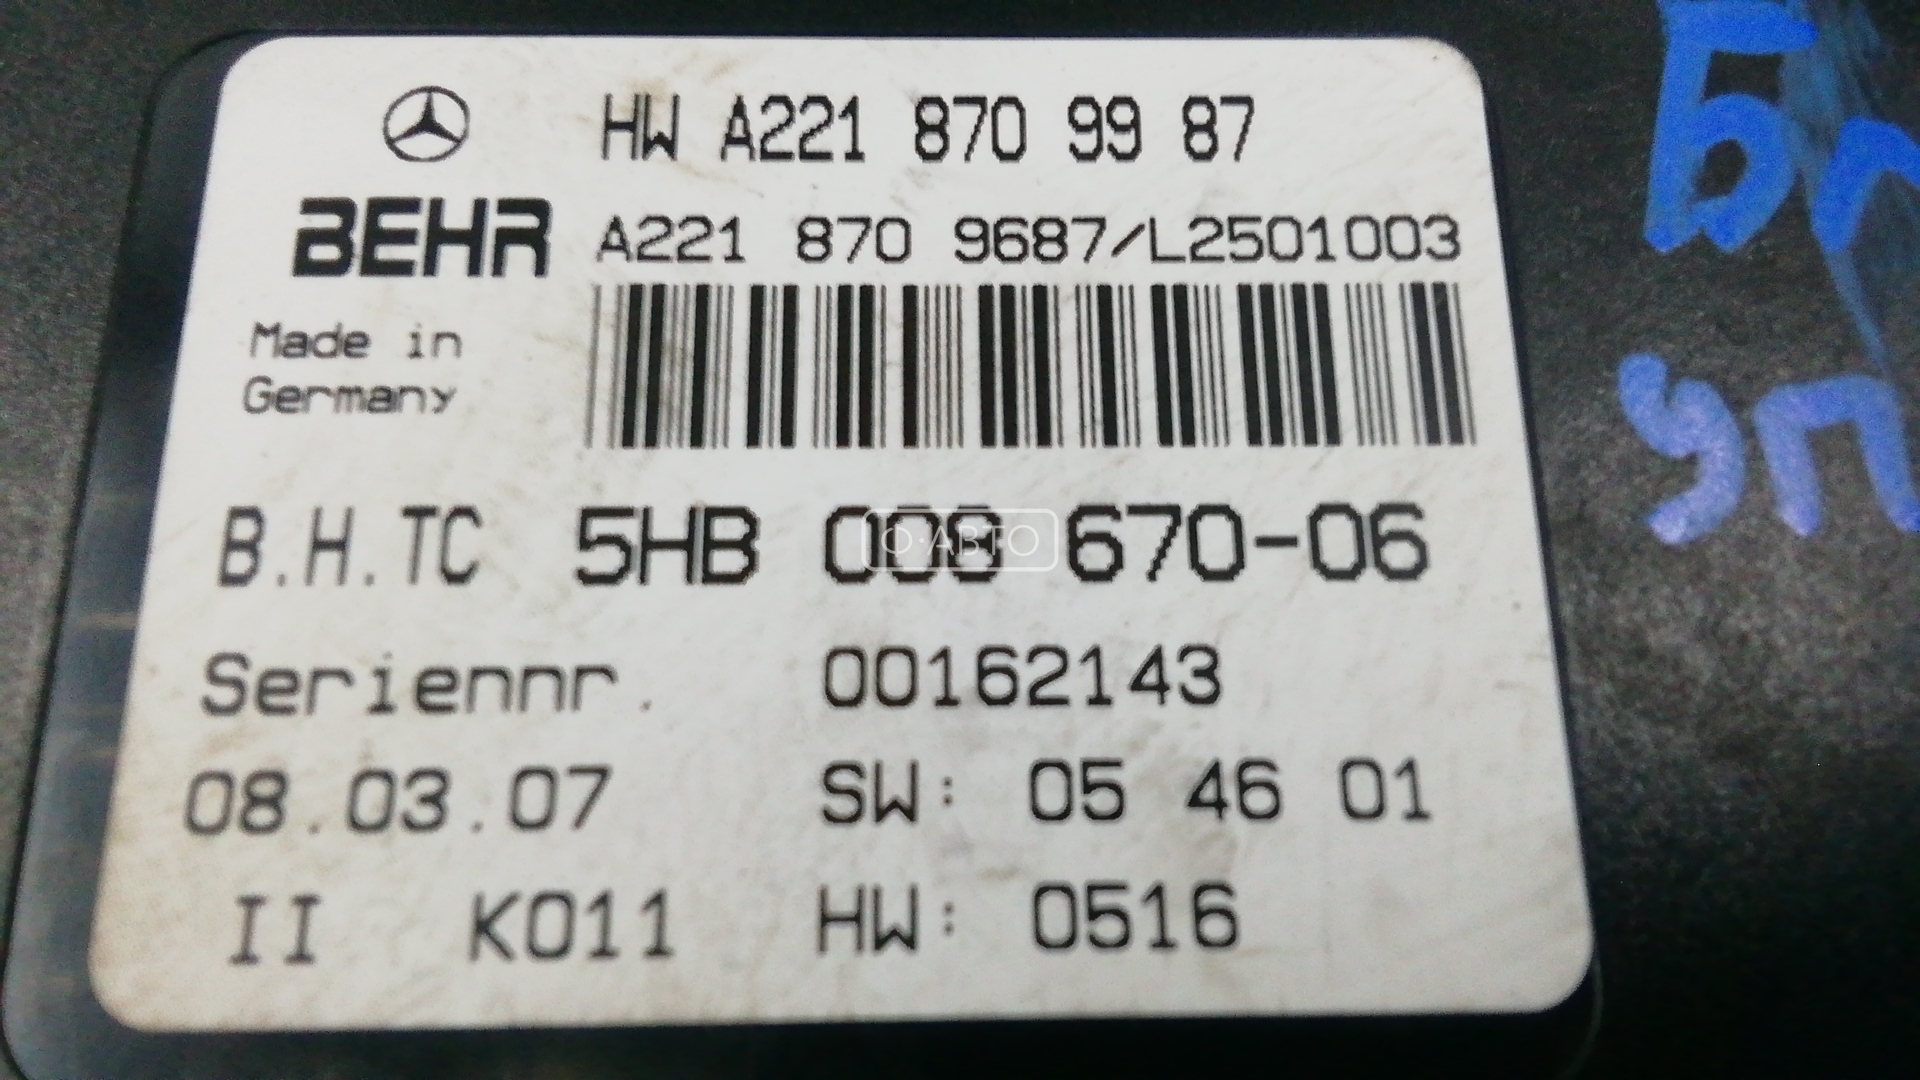 HW A221 870 99 87
BEHR A221 870 9687/L2501003
Made in
Germany
B.H.TC 5HB 008 670-06
О·АВТО
Seriennr. 00162143
08.03.07 SW: 05 46 01
II K011 HW: 0516